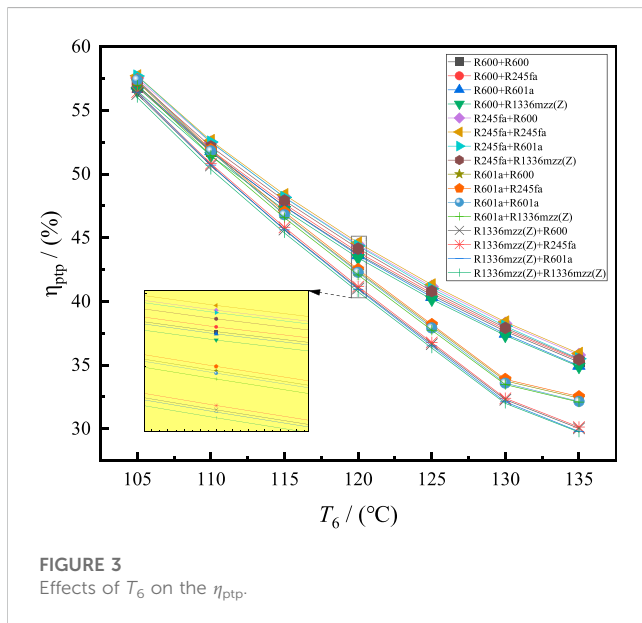 60
55
50
45
40
35
30
η_ptp / (%)
R600+R600
R600+R245fa
R600+R601a
R600+R1336mzz(Z)
R245fa+R600
R245fa+R245fa
R245fa+R601a
R245fa+R1336mzz(Z)
R601a+R600
R601a+R245fa
R601a+R601a
R601a+R1336mzz(Z)
R1336mzz(Z)+R600
R1336mzz(Z)+R245fa
R1336mzz(Z)+R601a
R1336mzz(Z)+R1336mzz(Z)
105 110 115 120 125 130 135
T₆ / (°C)
FIGURE 3
Effects of T₆ on the η_ptp.